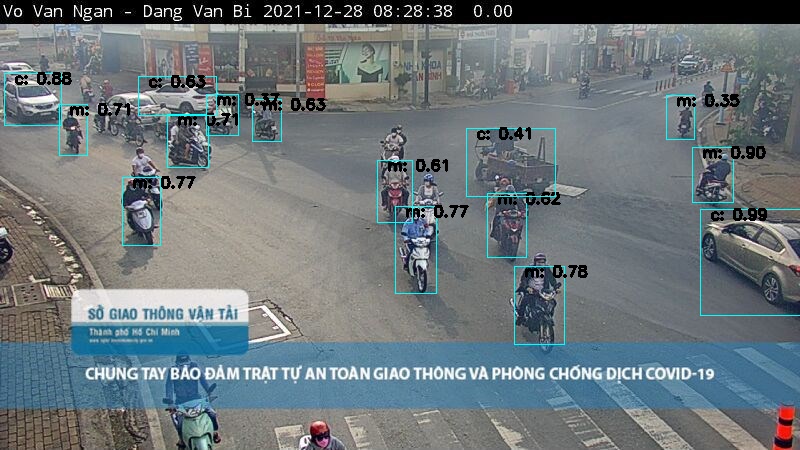 Vo Van Ngan - Dang Van Bi 2021-12-28 08:28:38 0.00
c: 0.88
c: 0.63
m: 0.71
m: 0.37
m: 0.63
m: 0.71
m: 0.35
c: 0.41
m: 0.90
m: 0.61
m: 0.77
m: 0.62
m: 0.77
c: 0.99
m: 0.78
SỞ GIAO THÔNG VẬN TẢI
Thành phố Hồ Chí Minh
CHUNG TAY BẢO ĐẢM TRẬT TỰ AN TOÀN GIAO THÔNG VÀ PHÒNG CHỐNG DỊCH COVID-19